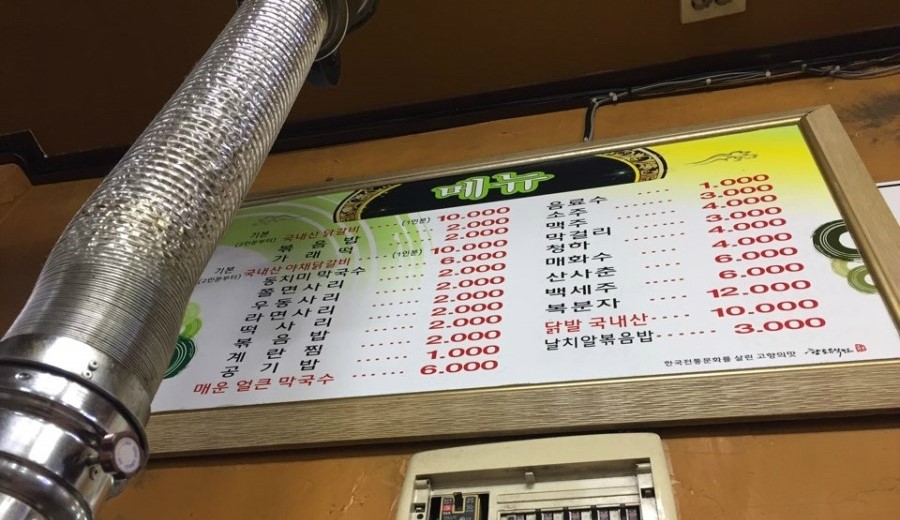 메뉴
기본 (2인분부터) 국내산 닭갈비 (1인분) 10.000
볶음밥 2.000
가래떡 2.000
기본 (2인분부터) 국내산 야채닭갈비 (1인분) 10.000
동치미 막국수 6.000
쫄면사리 2.000
우동사리 2.000
라면사리 2.000
떡사리 2.000
볶음밥 2.000
계란찜 2.000
공기밥 1.000
매운 얼큰 막국수 6.000
음료수 1.000
소주 3.000
맥주 4.000
막걸리 3.000
청하 4.000
매화수 4.000
산사춘 6.000
백세주 6.000
복분자 12.000
닭발 국내산 10.000
날치알볶음밥 3.000
한국전통문화를 살린 고향의맛